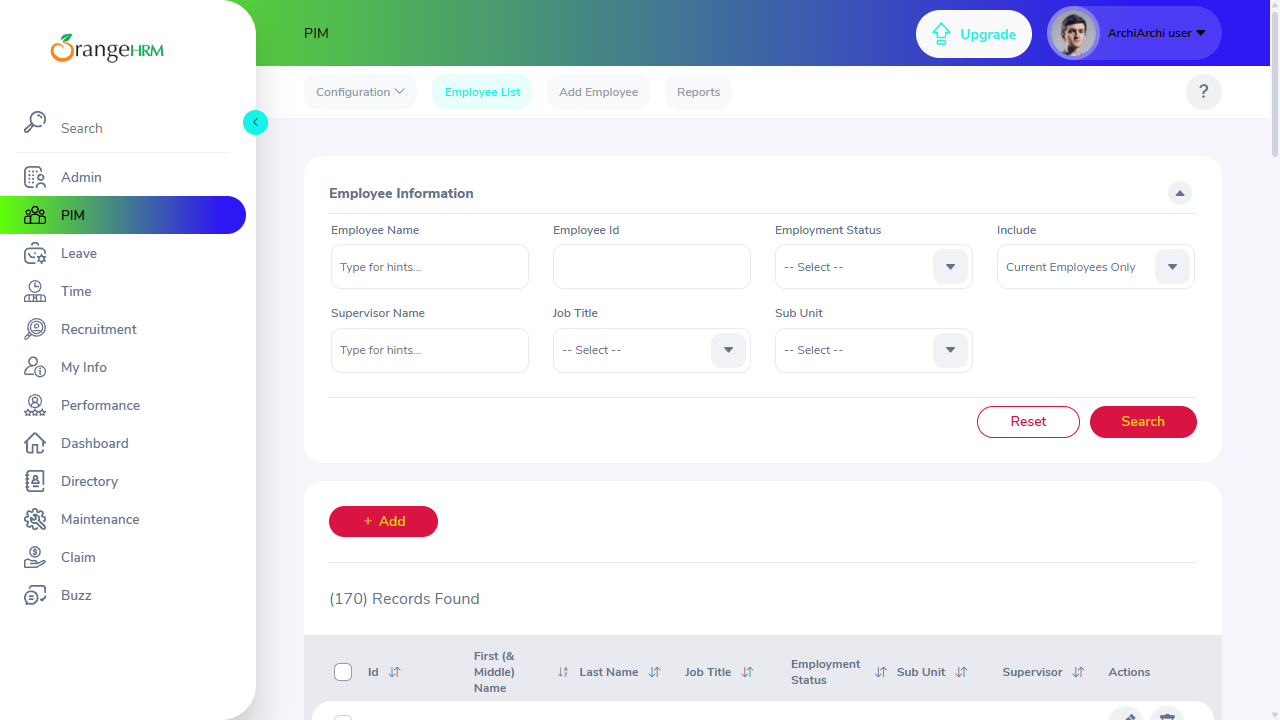 OrangeHRM
PIM
Upgrade
ArchiArchi user
Configuration
Employee List
Add Employee
Reports
?
Search
Admin
PIM
Leave
Time
Recruitment
My Info
Performance
Dashboard
Directory
Maintenance
Claim
Buzz
Employee Information
Employee Name
Employee Id
Employment Status
Include
Type for hints...
-- Select --
Current Employees Only
Supervisor Name
Job Title
Sub Unit
Type for hints...
-- Select --
-- Select --
Reset
Search
+ Add
(170) Records Found
Id
First (&
Middle)
Name
Last Name
Job Title
Employment
Status
Sub Unit
Supervisor
Actions